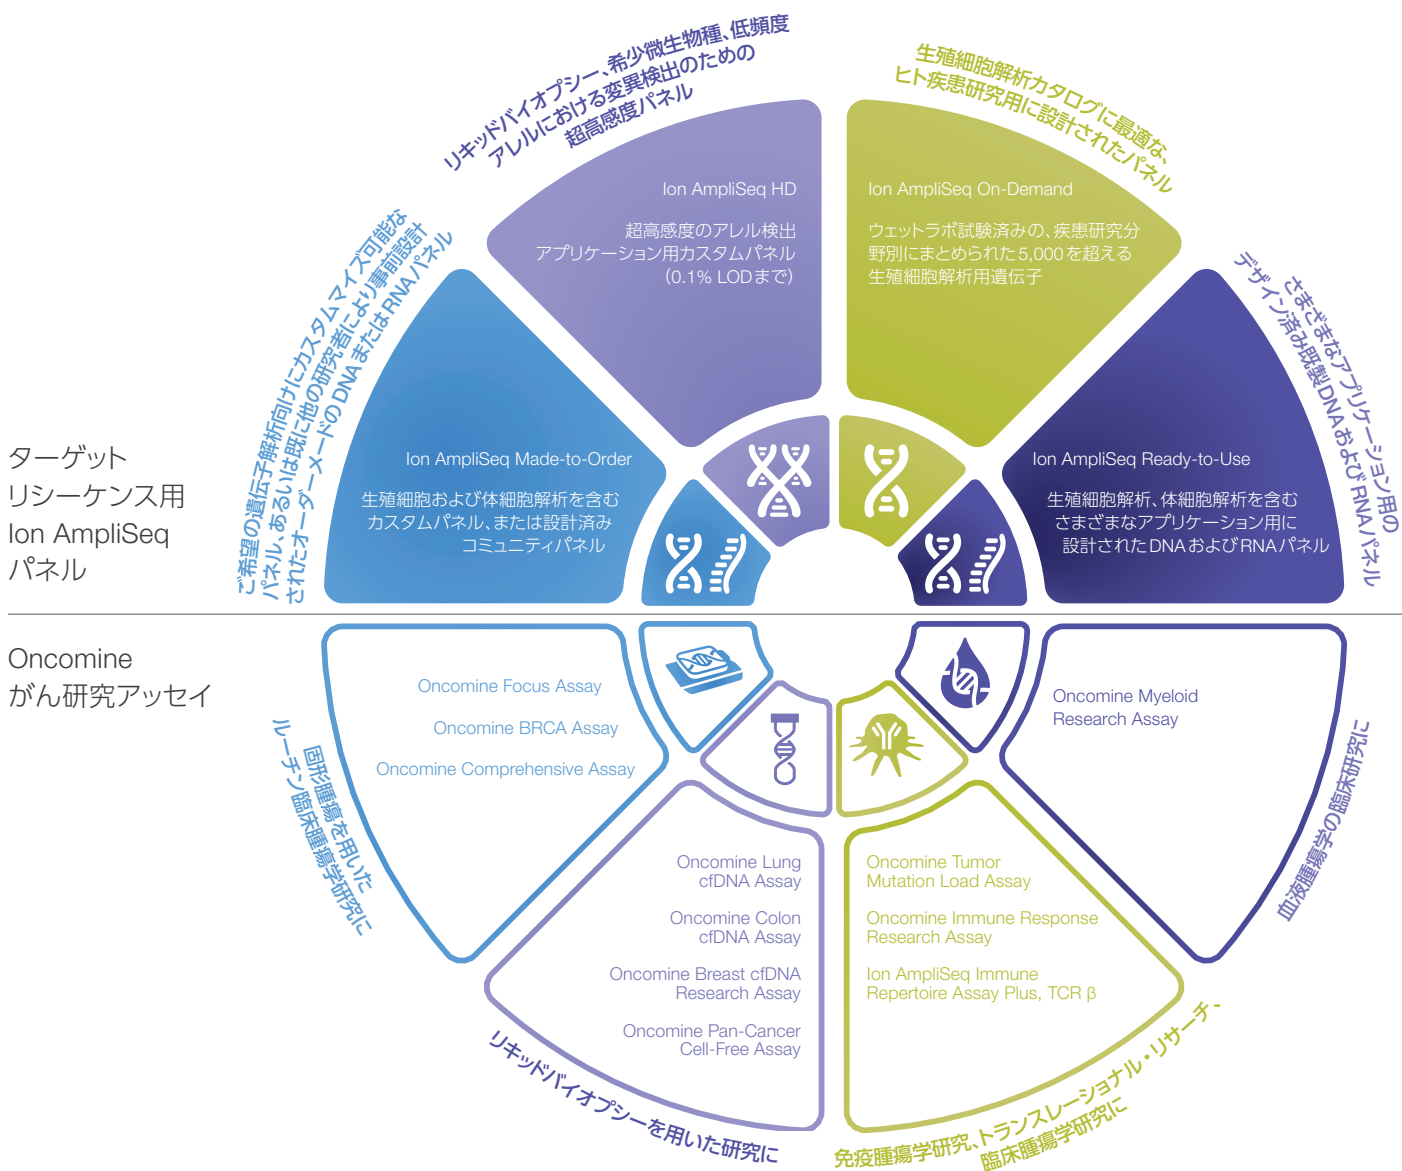 リキッドバイオプシー、希少微生物種、低頻度
アレルにおける変異検出のための
超高感度パネル
生殖細胞解析カタログに最適な、
ヒト疾患研究用に設計されたパネル
Ion AmpliSeq HD
超高感度のアレル検出
アプリケーション用カスタムパネル
（0.1% LODまで）
Ion AmpliSeq On-Demand
ウェットラボ試験済みの、疾患研究分
野別にまとめられた5,000を超える
生殖細胞解析用遺伝子
ご希望の遺伝子解析向けにカスタマイズ可能な
パネル、あるいは既に他の研究者により事前設計
されたオーダーメードのDNAまたはRNAパネル
さまざまなアプリケーション用の
デザイン済み既製DNAおよびRNAパネル
ターゲット
リシーケンス用
Ion AmpliSeq
パネル
Ion AmpliSeq Made-to-Order
生殖細胞および体細胞解析を含む
カスタムパネル、または設計済み
コミュニティパネル
Ion AmpliSeq Ready-to-Use
生殖細胞解析、体細胞解析を含む
さまざまなアプリケーション用に
設計されたDNAおよびRNAパネル
Oncomine
がん研究アッセイ
Oncomine Focus Assay
Oncomine BRCA Assay
Oncomine Comprehensive Assay
固形腫瘍を用いた
ルーチン臨床腫瘍学研究に
Oncomine Lung
cfDNA Assay
Oncomine Colon
cfDNA Assay
Oncomine Breast cfDNA
Research Assay
Oncomine Pan-Cancer
Cell-Free Assay
リキッドバイオプシーを用いた研究に
Oncomine Tumor
Mutation Load Assay
Oncomine Immune Response
Research Assay
Ion AmpliSeq Immune
Repertoire Assay Plus, TCR β
免疫腫瘍学研究、トランスレーショナル・リサーチ、
臨床腫瘍学研究に
Oncomine Myeloid
Research Assay
血液腫瘍学の臨床研究に